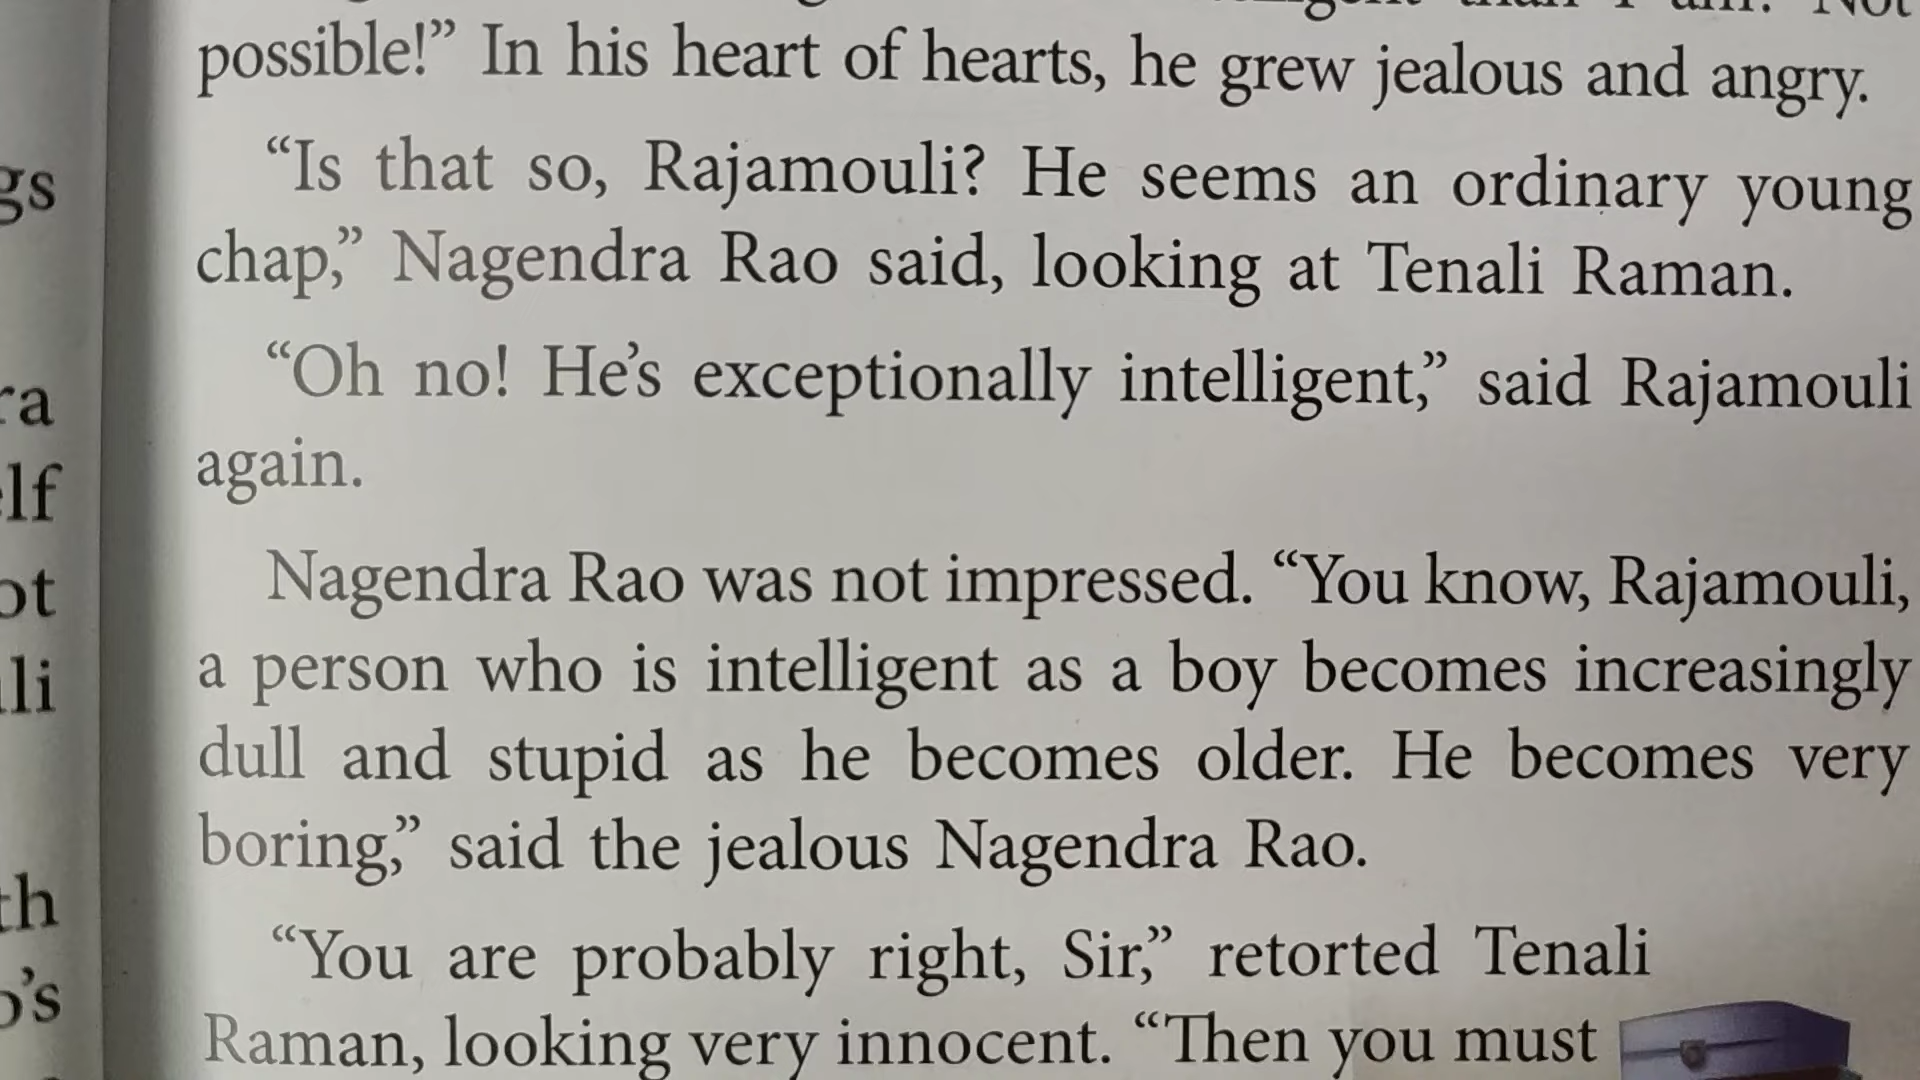 possible!” In his heart of hearts, he grew jealous and angry.
“Is that so, Rajamouli? He seems an ordinary young
chap,” Nagendra Rao said, looking at Tenali Raman.
“Oh no! He’s exceptionally intelligent,” said Rajamouli
again.
Nagendra Rao was not impressed. “You know, Rajamouli,
a person who is intelligent as a boy becomes increasingly
dull and stupid as he becomes older. He becomes very
boring,” said the jealous Nagendra Rao.
“You are probably right, Sir,” retorted Tenali
Raman, looking very innocent. “Then you must